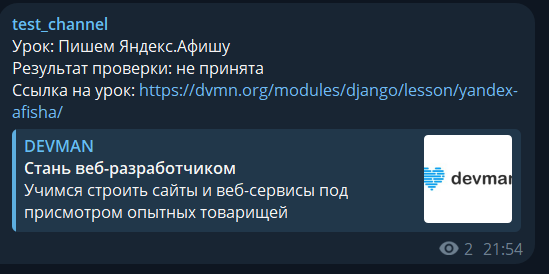 test_channel
Урок: Пишем Яндекс.Афишу
Результат проверки: не принята
Ссылка на урок: https://dvmn.org/modules/django/lesson/yandex-
afisha/
DEVMAN
Стань веб-разработчиком
Учимся строить сайты и веб-сервисы под
присмотром опытных товарищей
devman
2 21:54